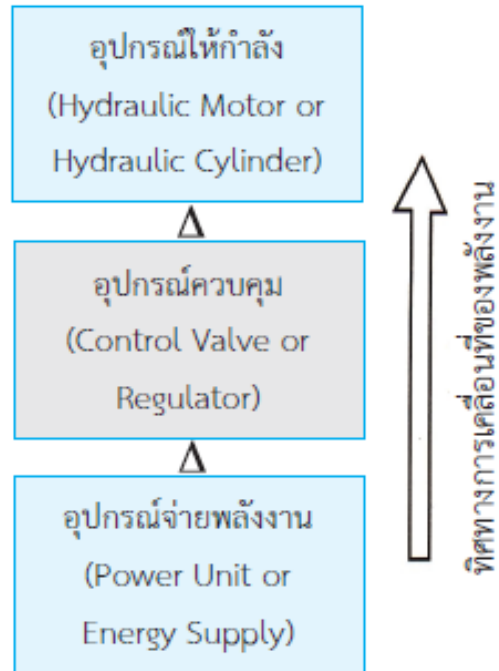 อุปกรณ์ให้กำลัง
(Hydraulic Motor or
Hydraulic Cylinder)
อุปกรณ์ควบคุม
(Control Valve or
Regulator)
อุปกรณ์จ่ายพลังงาน
(Power Unit or
Energy Supply)
ทิศทางการเคลื่อนที่ของพลังงาน